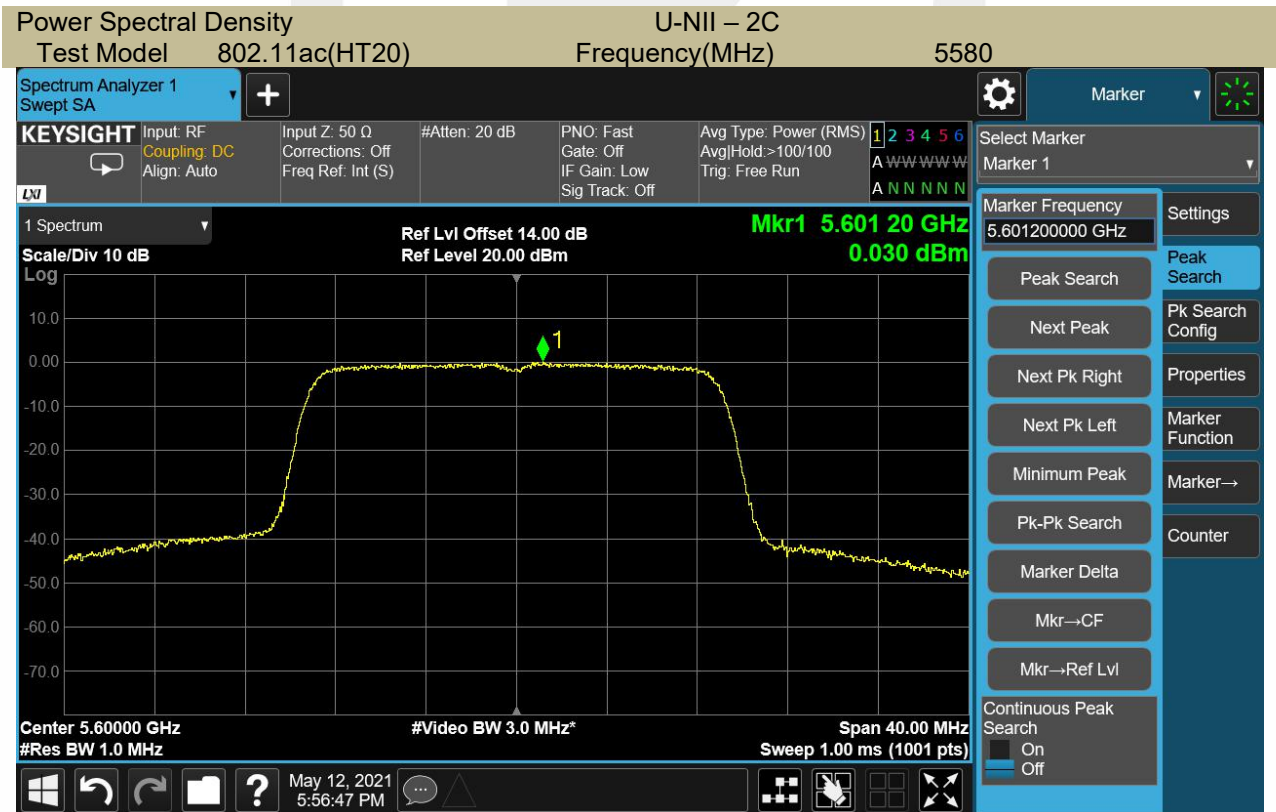 Power Spectral Density U-NII – 2C
Test Model 802.11ac(HT20) Frequency(MHz) 5580
Spectrum Analyzer 1
Swept SA
+
Marker
KEYSIGHT
LXI
Input: RF
Coupling: DC
Align: Auto
Input Z: 50 Ω
Corrections: Off
Freq Ref: Int (S)
#Atten: 20 dB
PNO: Fast
Gate: Off
IF Gain: Low
Sig Track: Off
Avg Type: Power (RMS)
Avg|Hold:>100/100
Trig: Free Run
1 2 3 4 5 6
A W W W W W
A N N N N N
Select Marker
Marker 1
1 Spectrum
Scale/Div 10 dB
Log
Ref Lvl Offset 14.00 dB
Ref Level 20.00 dBm
Mkr1 5.601 20 GHz
0.030 dBm
1
10.0
0.00
-10.0
-20.0
-30.0
-40.0
-50.0
-60.0
-70.0
Center 5.60000 GHz
#Res BW 1.0 MHz
#Video BW 3.0 MHz*
Span 40.00 MHz
Sweep 1.00 ms (1001 pts)
Marker Frequency
5.601200000 GHz
Peak Search
Next Peak
Next Pk Right
Next Pk Left
Minimum Peak
Pk-Pk Search
Marker Delta
Mkr→CF
Mkr→Ref Lvl
Continuous Peak
Search
On
Off
Settings
Peak
Search
Pk Search
Config
Properties
Marker
Function
Marker→
Counter
?
May 12, 2021
5:56:47 PM